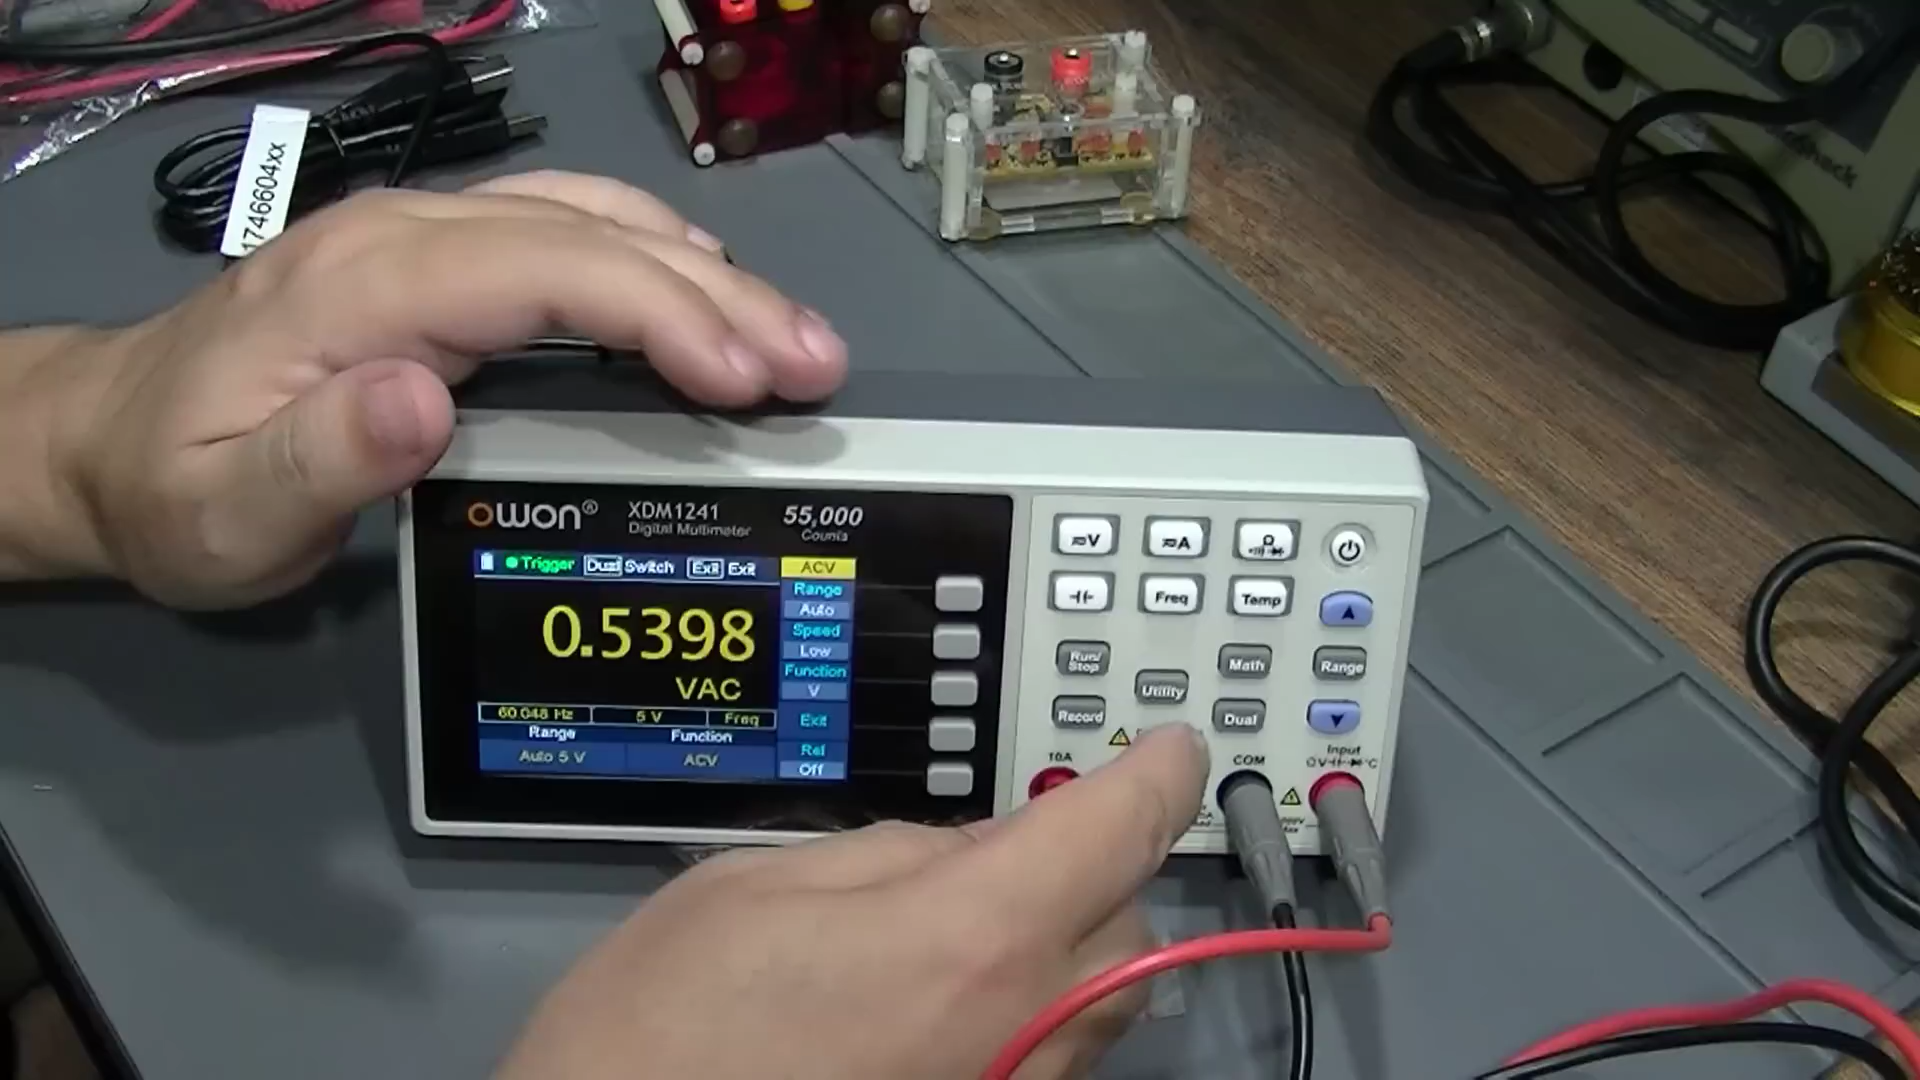 1746604xx
owon®
XDM1241
Digital Multimeter
55,000
Counts
Trigger Dual Switch Exit Exit
ACV
Range
Auto
Speed
Low
Function
V
Exit
Rel
Off
0.5398
VAC
60.048 Hz 5 V Freq
Range Function
Auto 5 V ACV
V A Ω
Freq Temp
Run/
Stop
Utility
Math
Range
Record
Dual
10A
COM
Input
ΩV °C